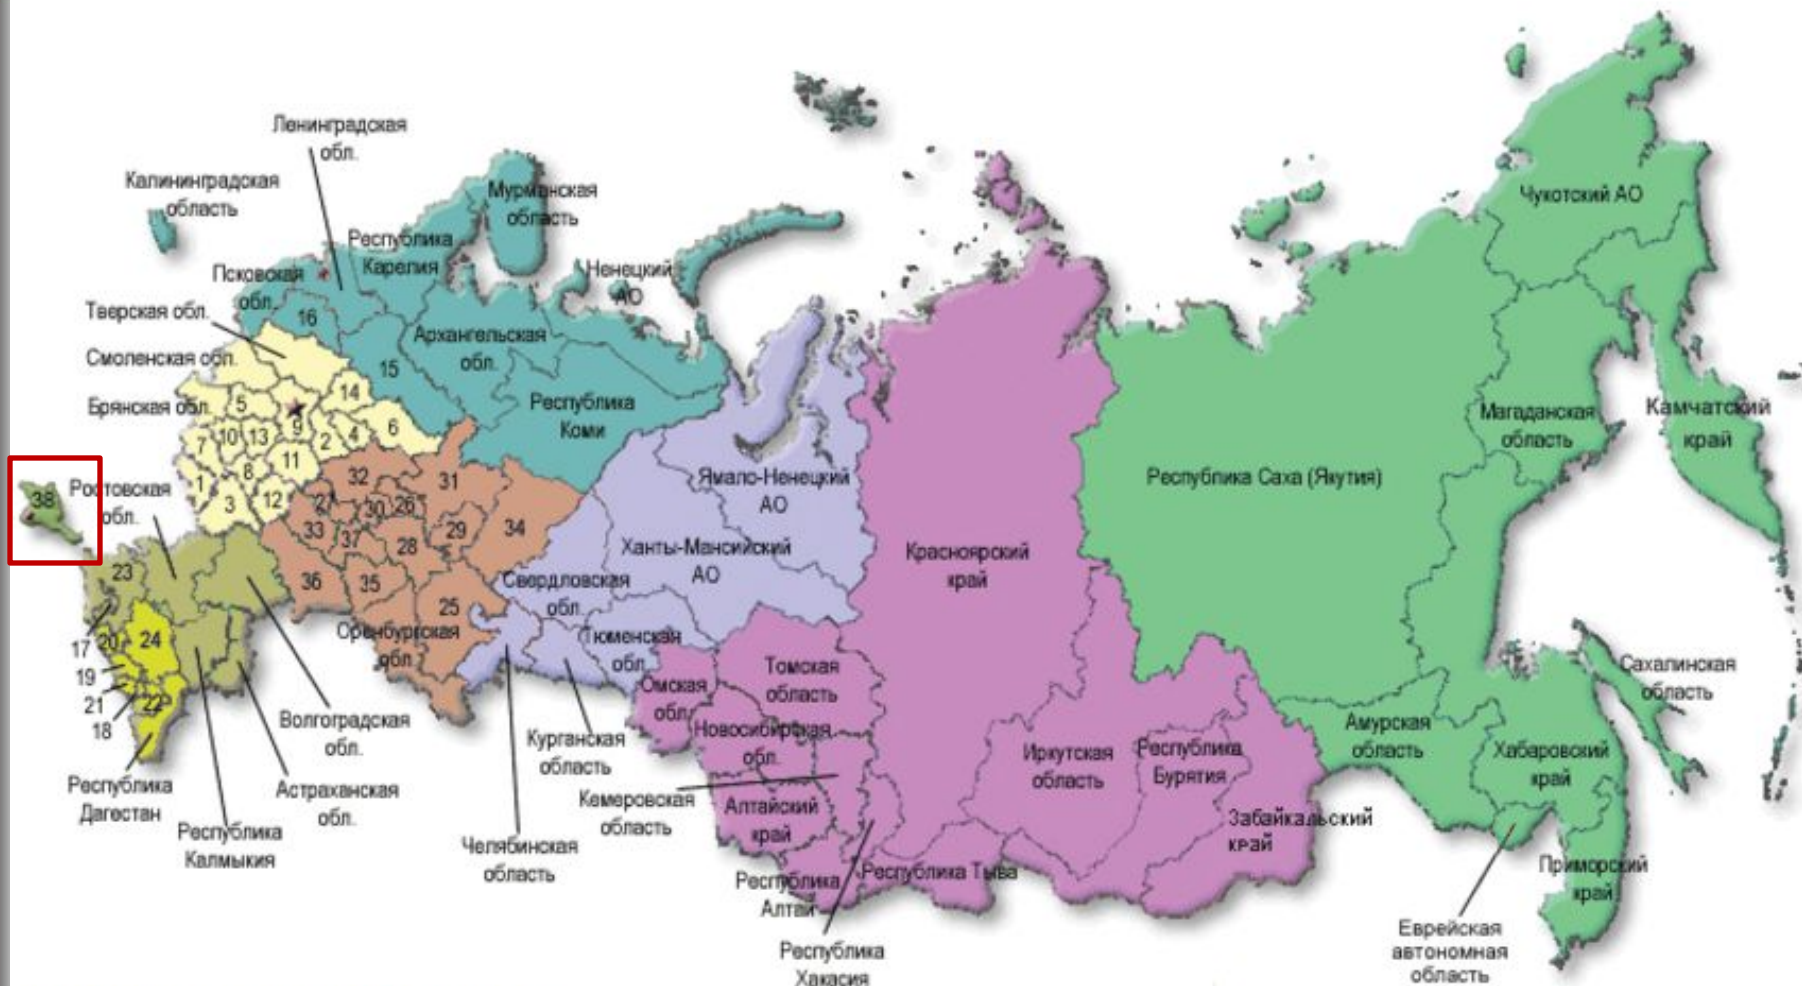 Ленинградская
обл.
Калининградская
область
Мурманская
область
Чукотский АО
Республика
Карелия
Псковская
обл.
Ненецкий
АО
Тверская обл.
16
Архангельская
обл.
Смоленская обл.
15
14
Брянская обл.
5
Республика
Коми
Магаданская
область
Камчатский
край
7
10
13
9
2
4
6
8
11
32
31
Ямало-Ненецкий
АО
Республика Саха (Якутия)
38
Ростовская
обл.
1
3
12
27
30
26
33
37
28
29
34
Ханты-Мансийский
АО
Красноярский
край
23
36
35
25
Свердловская
обл.
17
20
24
Оренбургская
обл.
Тюменская
обл.
19
21
18
22
Томская
область
Омская
обл.
Сахалинская
область
Волгоградская
обл.
Курганская
область
Новосибирская
обл.
Иркутская
область
Республика
Бурятия
Амурская
область
Хабаровский
край
Республика
Дагестан
Астраханская
обл.
Кемеровская
область
Алтайский
край
Забайкальский
край
Республика
Калмыкия
Челябинская
область
Республика
Алтай
Республика Тыва
Приморский
край
Республика
Хакасия
Еврейская
автономная
область